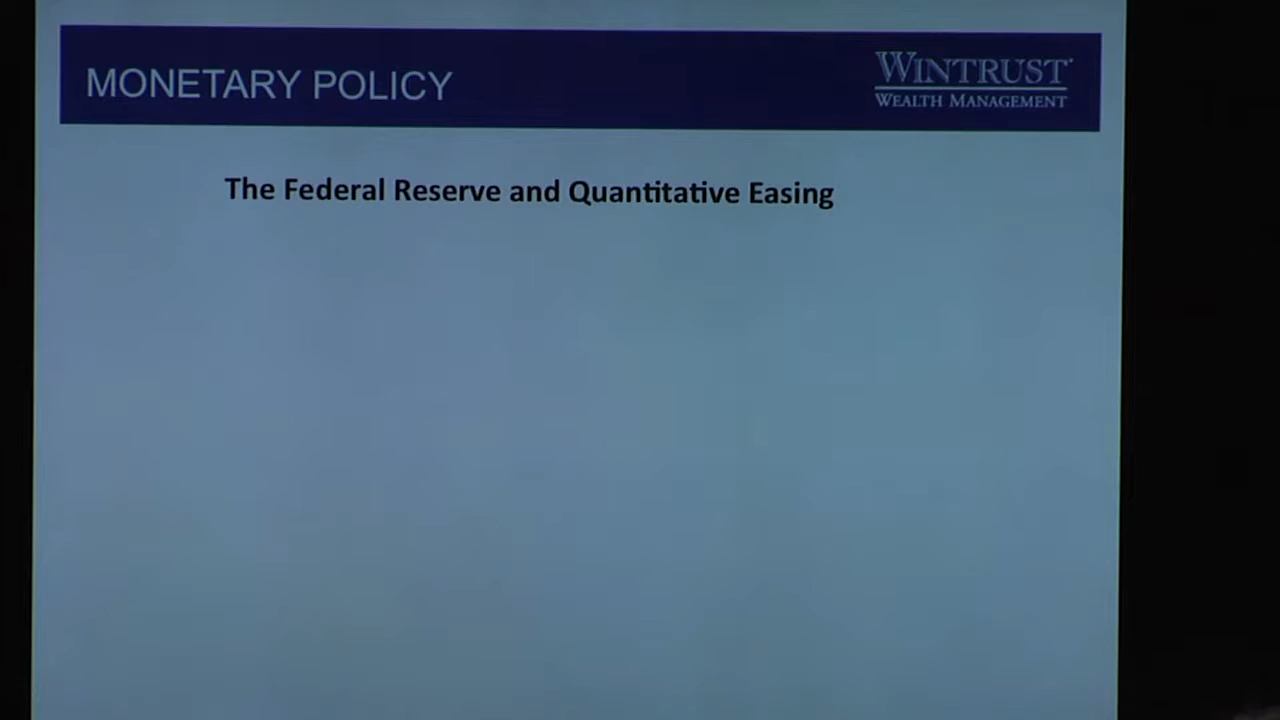 MONETARY POLICY
WINTRUST
WEALTH MANAGEMENT
The Federal Reserve and Quantitative Easing